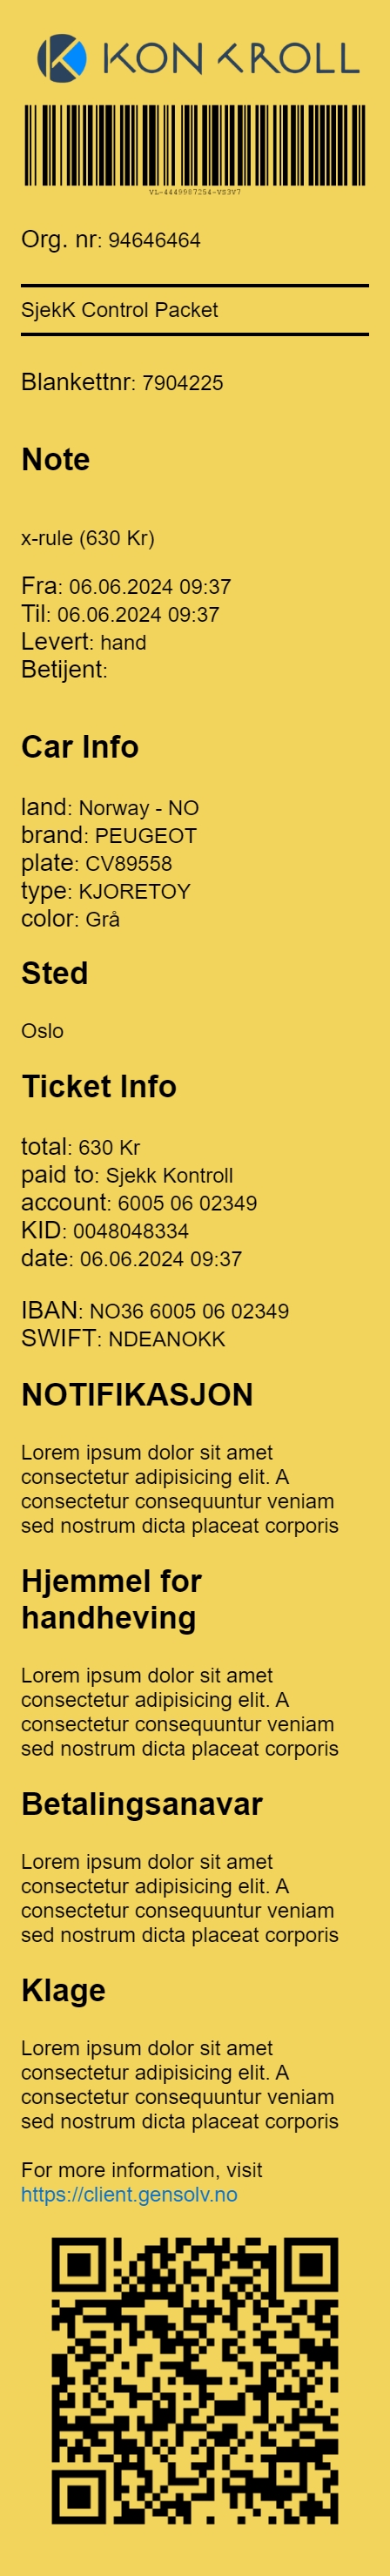 KONTROLL
VL-4449987254-VS3V7
Org. nr: 94646464
SjekK Control Packet
Blankettnr: 7904225
Note
x-rule (630 Kr)
Fra: 06.06.2024 09:37
Til: 06.06.2024 09:37
Levert: hand
Betijent:
Car Info
land: Norway - NO
brand: PEUGEOT
plate: CV89558
type: KJORETOY
color: Grå
Sted
Oslo
Ticket Info
total: 630 Kr
paid to: Sjekk Kontroll
account: 6005 06 02349
KID: 0048048334
date: 06.06.2024 09:37
IBAN: NO36 6005 06 02349
SWIFT: NDEANOKK
NOTIFIKASJON
Lorem ipsum dolor sit amet
consectetur adipisicing elit. A
consectetur consequuntur veniam
sed nostrum dicta placeat corporis
Hjemmel for
handheving
Lorem ipsum dolor sit amet
consectetur adipisicing elit. A
consectetur consequuntur veniam
sed nostrum dicta placeat corporis
Betalingsanavar
Lorem ipsum dolor sit amet
consectetur adipisicing elit. A
consectetur consequuntur veniam
sed nostrum dicta placeat corporis
Klage
Lorem ipsum dolor sit amet
consectetur adipisicing elit. A
consectetur consequuntur veniam
sed nostrum dicta placeat corporis
For more information, visit
https://client.gensolv.no